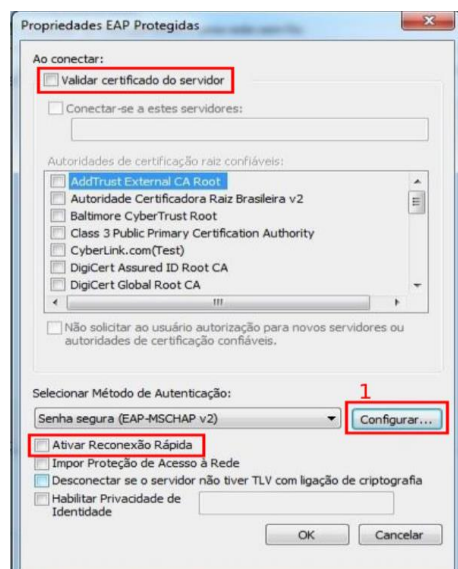 Propriedades EAP Protegidas
Ao conectar:
Validar certificado do servidor
Conectar-se a estes servidores:
Autoridades de certificação raiz confiáveis:
AddTrust External CA Root
Autoridade Certificadora Raiz Brasileira v2
Baltimore CyberTrust Root
Class 3 Public Primary Certification Authority
CyberLink.com(Test)
DigiCert Assured ID Root CA
DigiCert Global Root CA
Não solicitar ao usuário autorização para novos servidores ou
autoridades de certificação confiáveis.
Selecionar Método de Autenticação:
1
Senha segura (EAP-MSCHAP v2)
Configurar...
Ativar Reconexão Rápida
Impor Proteção de Acesso à Rede
Desconectar se o servidor não tiver TLV com ligação de criptografia
Habilitar Privacidade de
Identidade
OK
Cancelar